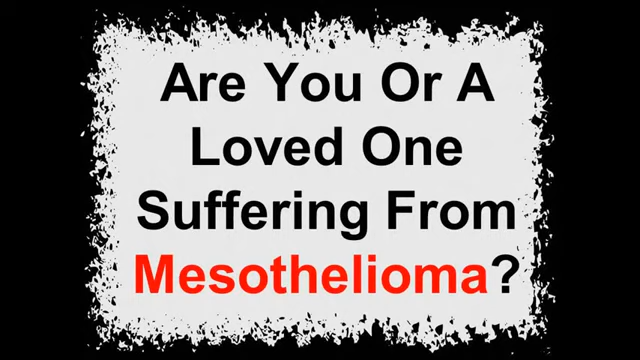 Are You Or A
Loved One
Suffering From
Mesothelioma?